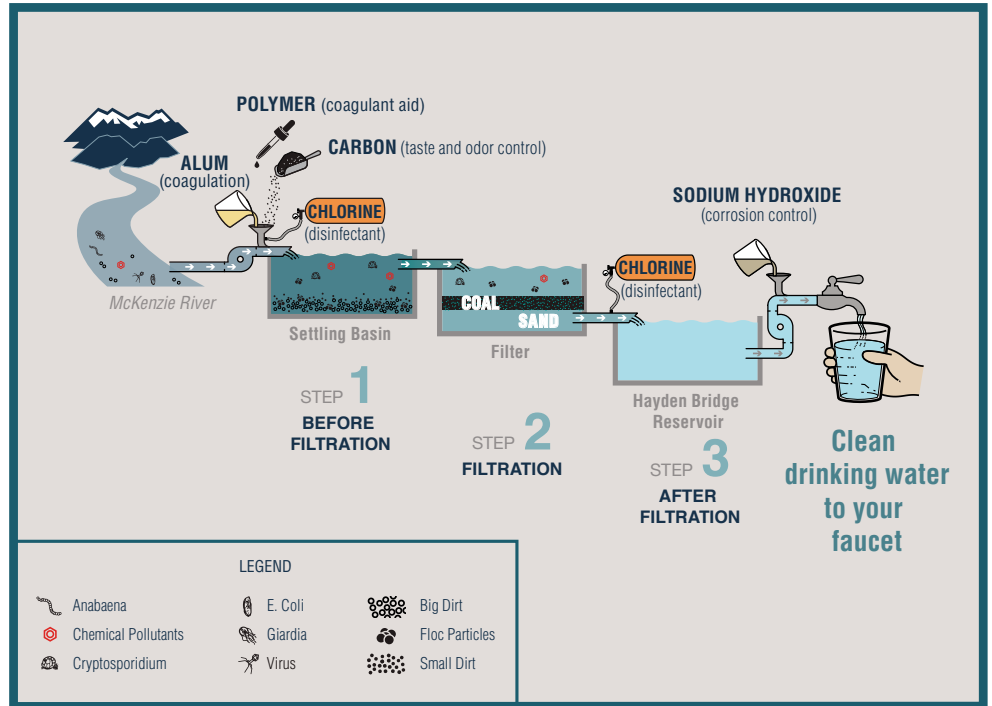 POLYMER (coagulant aid)
CARBON (taste and odor control)
ALUM
(coagulation)
CHLORINE
(disinfectant)
McKenzie River
Settling Basin
COAL
SAND
Filter
CHLORINE
(disinfectant)
SODIUM HYDROXIDE
(corrosion control)
Hayden Bridge
Reservoir
STEP 1
BEFORE
FILTRATION
STEP 2
FILTRATION
STEP 3
AFTER
FILTRATION
Clean
drinking water
to your
faucet
LEGEND
Anabaena
Chemical Pollutants
Cryptosporidium
E. Coli
Giardia
Virus
Big Dirt
Floc Particles
Small Dirt